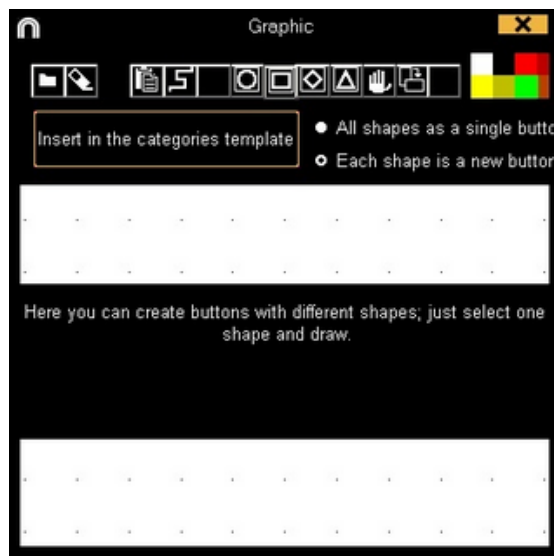 Graphic
Insert in the categories template
All shapes as a single butto
Each shape is a new button
Here you can create buttons with different shapes; just select one
shape and draw.